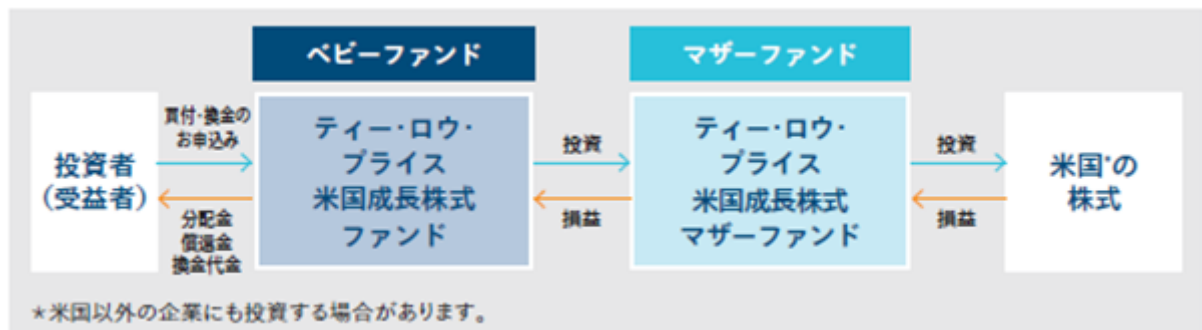 ベビーファンド
マザーファンド
投資者
(受益者)
買付・換金の
お申込み
分配金
償還金
換金代金
ティー・ロウ・
プライス
米国成長株式
ファンド
投資
損益
ティー・ロウ・
プライス
米国成長株式
マザーファンド
投資
損益
米国*の
株式
*米国以外の企業にも投資する場合があります。